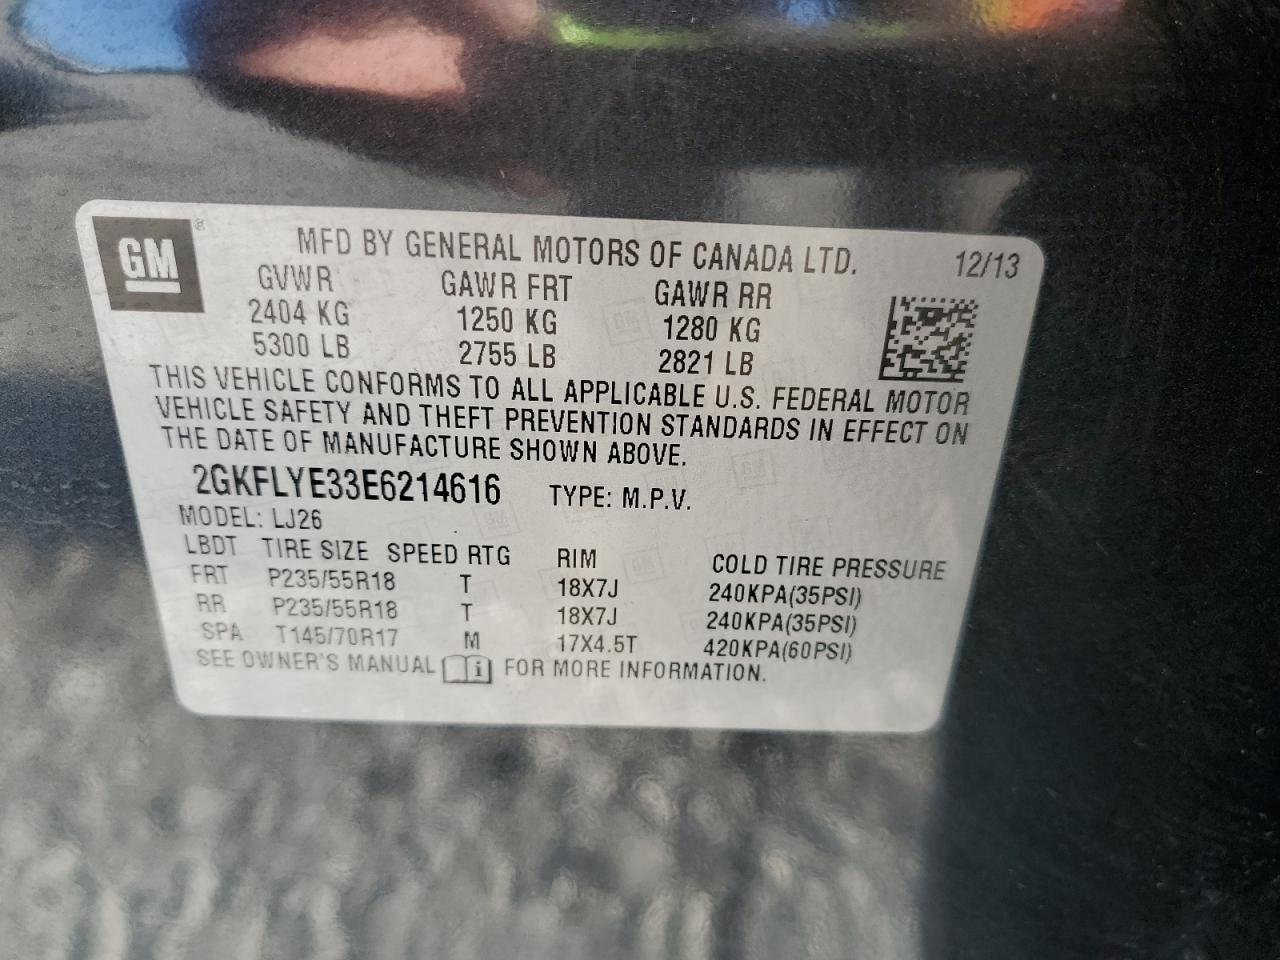 GM ®
MFD BY GENERAL MOTORS OF CANADA LTD. 12/13
GVWR GAWR FRT GAWR RR
2404 KG 1250 KG 1280 KG
5300 LB 2755 LB 2821 LB
THIS VEHICLE CONFORMS TO ALL APPLICABLE U.S. FEDERAL MOTOR
VEHICLE SAFETY AND THEFT PREVENTION STANDARDS IN EFFECT ON
THE DATE OF MANUFACTURE SHOWN ABOVE.
2GKFLYE33E6214616 TYPE: M.P.V.
MODEL: LJ26
LBDT TIRE SIZE SPEED RTG RIM COLD TIRE PRESSURE
FRT P235/55R18 T 18X7J 240KPA(35PSI)
RR P235/55R18 T 18X7J 240KPA(35PSI)
SPA T145/70R17 M 17X4.5T 420KPA(60PSI)
SEE OWNER'S MANUAL i FOR MORE INFORMATION.